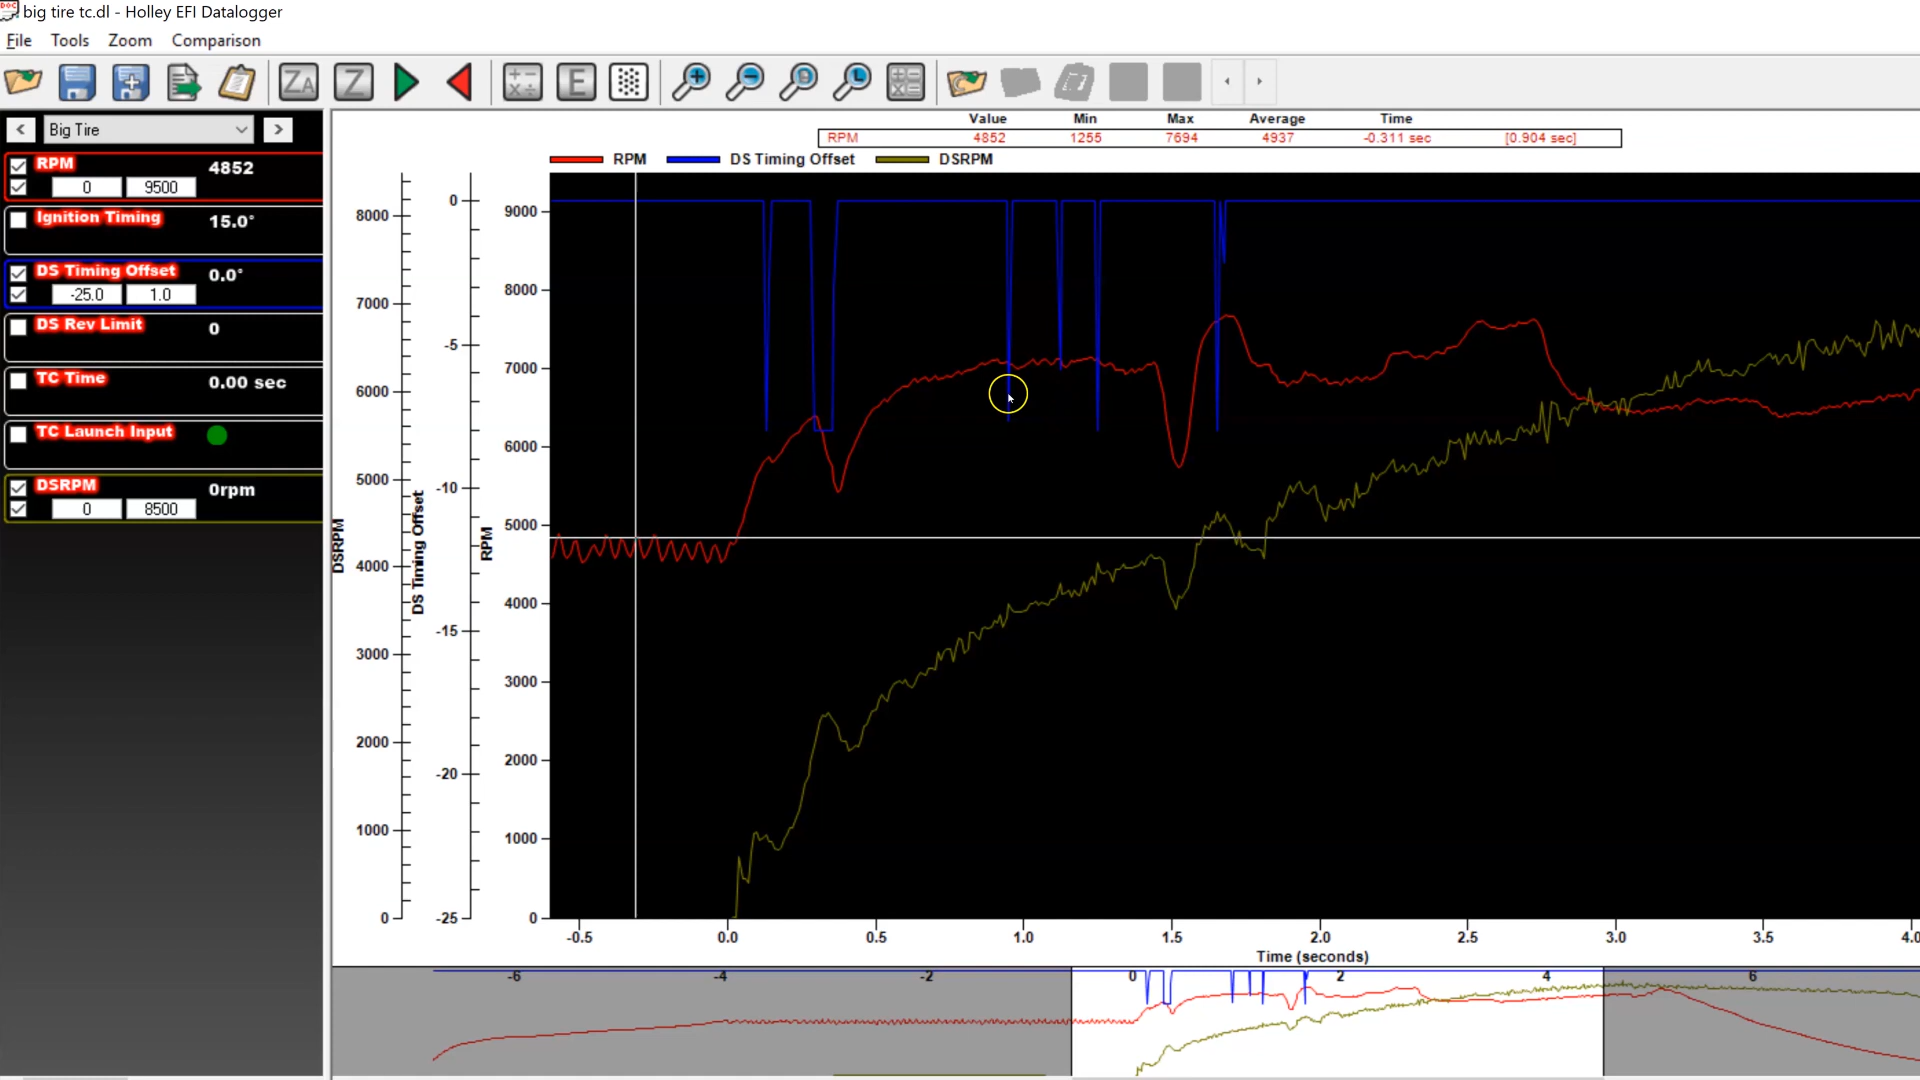 big tire tc.dl - Holley EFI Datalogger
File Tools Zoom Comparison
ZA Z E
Big Tire
Value Min Max Average Time
RPM 4852 1255 7694 4937 -0.311 sec [0.904 sec]
RPM DS Timing Offset DSRPM
RPM 4852
0 9500
Ignition Timing 15.0°
DS Timing Offset 0.0°
-25.0 1.0
DS Rev Limit 0
TC Time 0.00 sec
TC Launch Input
DSRPM 0rpm
0 8500
DSRPM
8000
7000
6000
5000
4000
3000
2000
1000
0
DS Timing Offset
0
-5
-10
-15
-20
-25
RPM
9000
8000
7000
6000
5000
4000
3000
2000
1000
0
-0.5 0.0 0.5 1.0 1.5 2.0 2.5 3.0 3.5 4.0
Time (seconds)
-6 -4 -2 0 2 4 6